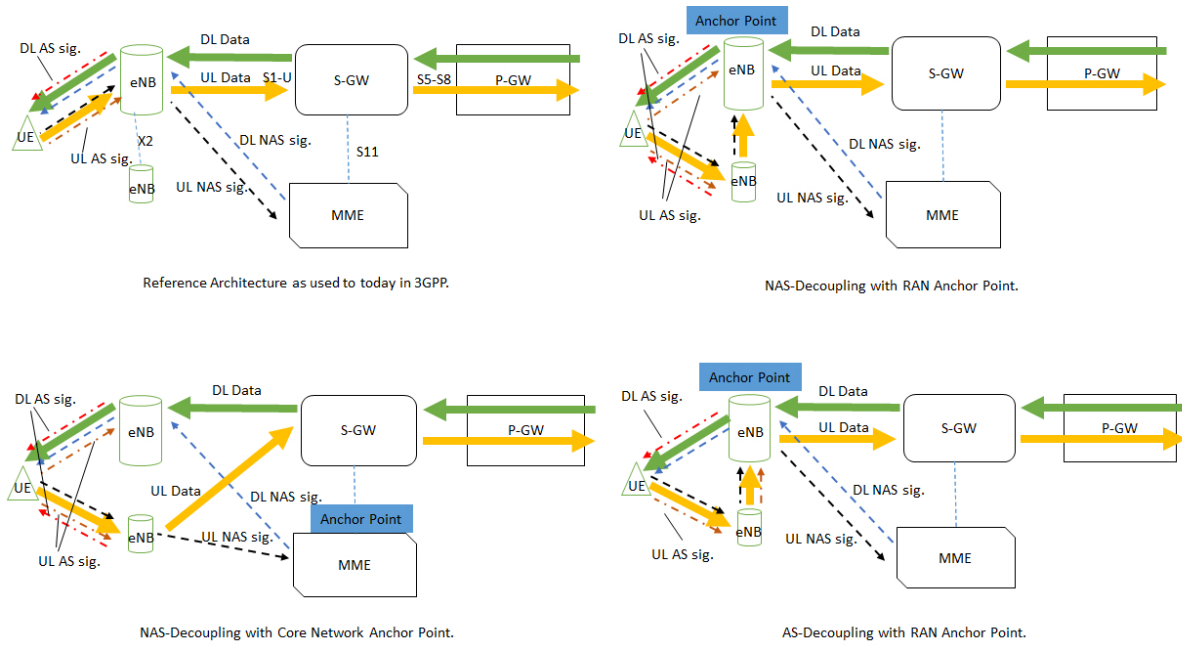 DL AS sig.
DL Data
eNB
UL Data
S1-U
S-GW
S5-S8
P-GW
UE
X2
UL AS sig.
DL NAS sig.
S11
eNB
UL NAS sig.
MME
Reference Architecture as used to today in 3GPP.
Anchor Point
DL AS sig.
DL Data
eNB
UL Data
S-GW
P-GW
UE
DL NAS sig.
eNB
UL NAS sig.
UL AS sig.
MME
NAS-Decoupling with RAN Anchor Point.
DL Data
DL AS sig.
eNB
S-GW
P-GW
UE
UL Data
DL NAS sig.
Anchor Point
eNB
UL NAS sig.
UL AS sig.
MME
NAS-Decoupling with Core Network Anchor Point.
Anchor Point
DL AS sig.
DL Data
eNB
UL Data
S-GW
P-GW
UE
DL NAS sig.
eNB
UL NAS sig.
UL AS sig.
MME
AS-Decoupling with RAN Anchor Point.